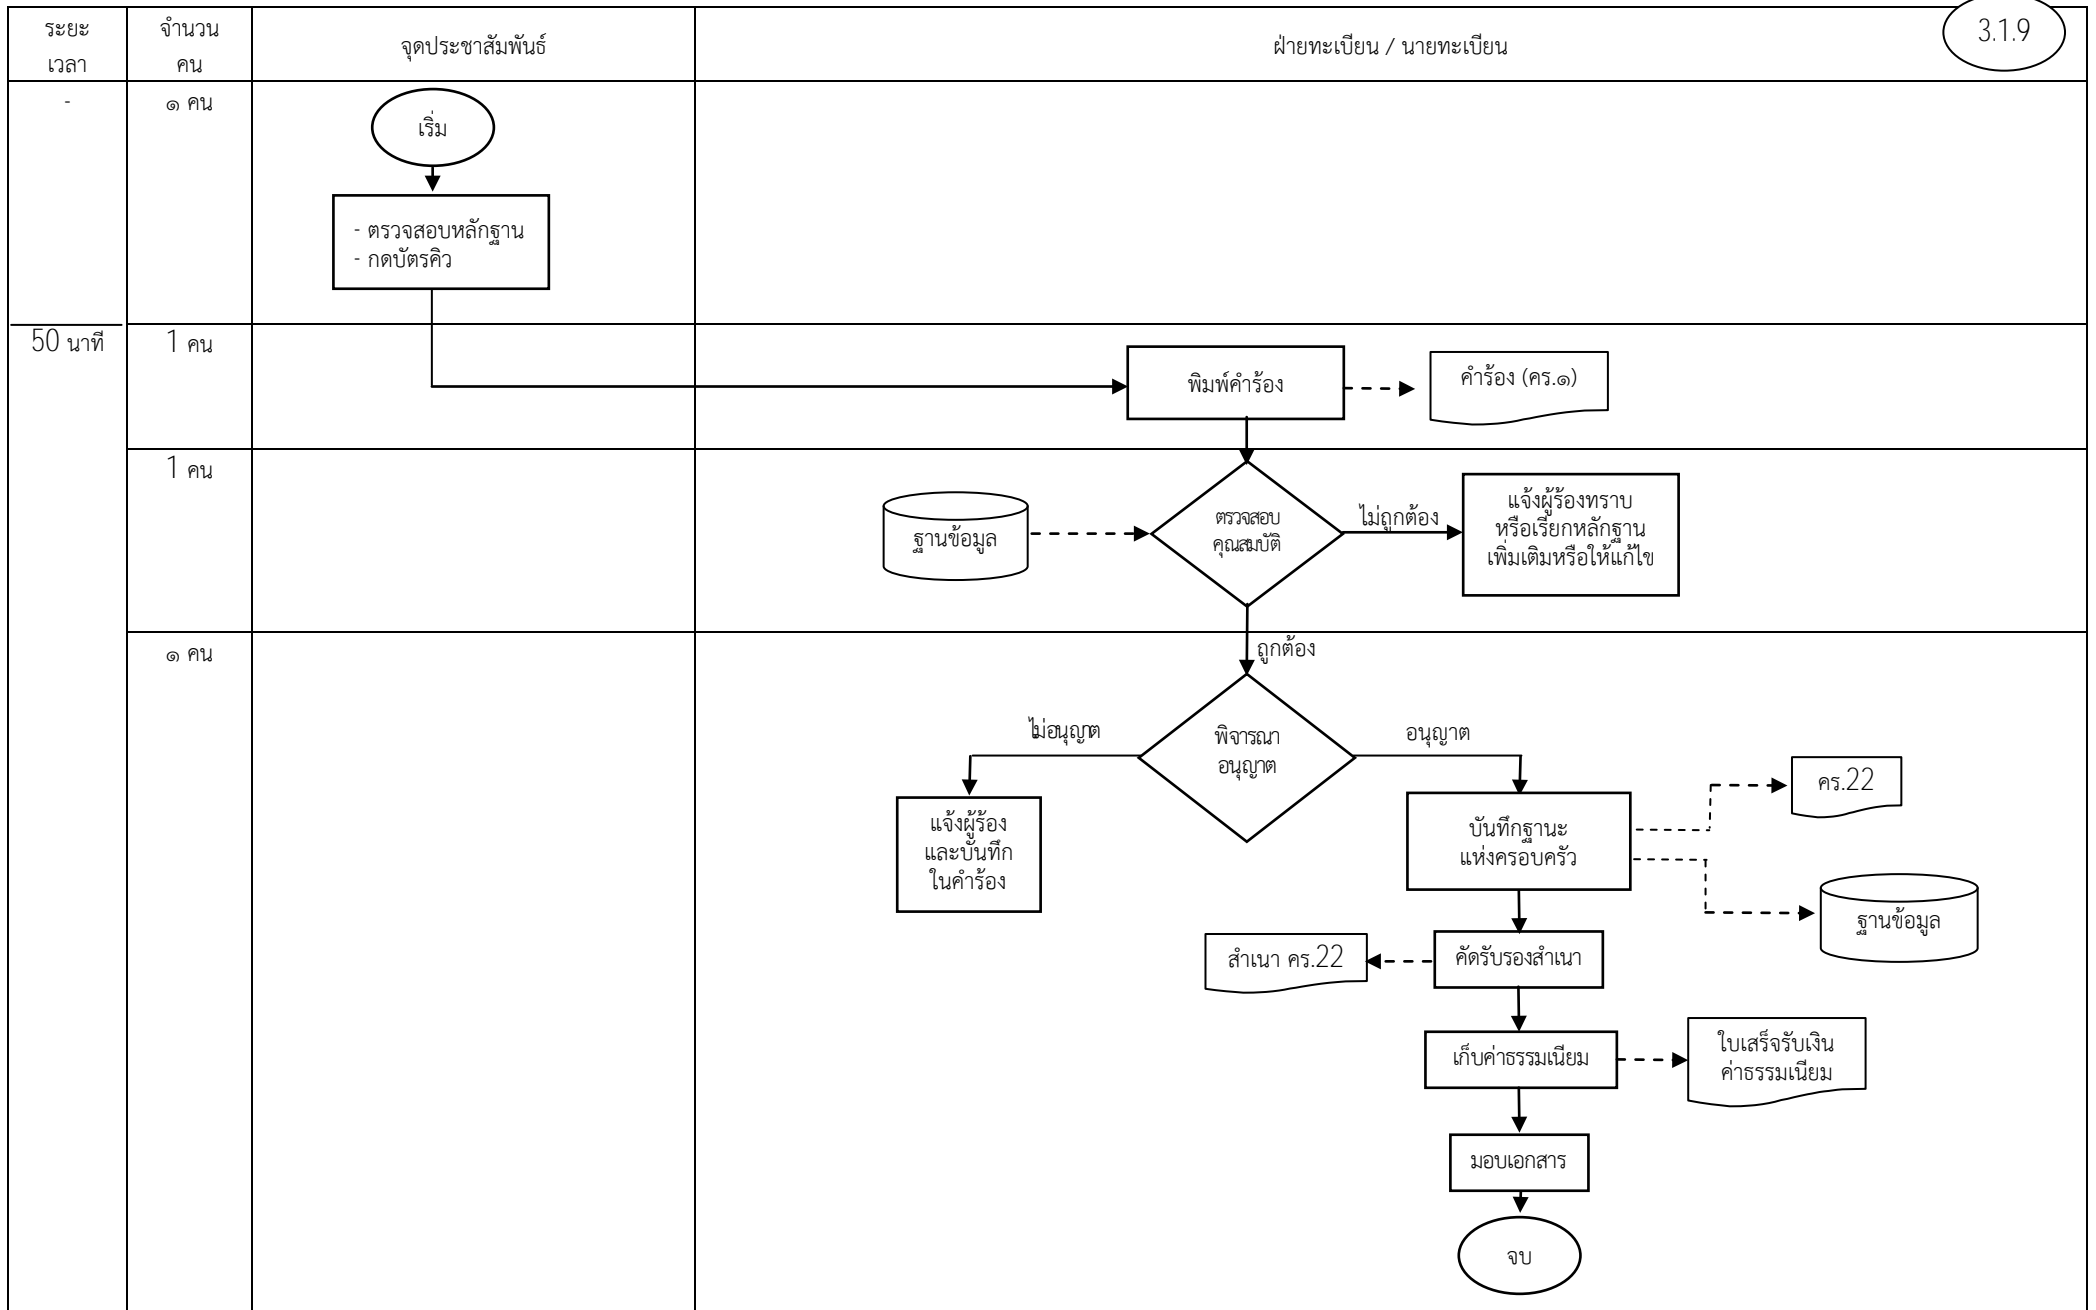 3.1.9
ระยะ
เวลา
จำนวน
คน
จุดประชาสัมพันธ์
ฝ่ายทะเบียน / นายทะเบียน
-
๑ คน
เริ่ม
- ตรวจสอบหลักฐาน
- กดบัตรคิว
50 นาที
1 คน
พิมพ์คำร้อง
คำร้อง (คร.๑)
1 คน
ฐานข้อมูล
ตรวจสอบ
คุณสมบัติ
ไม่ถูกต้อง
แจ้งผู้ร้องทราบ
หรือเรียกหลักฐาน
เพิ่มเติมหรือให้แก้ไข
๑ คน
ถูกต้อง
ไม่อนุญาต
พิจารณา
อนุญาต
อนุญาต
แจ้งผู้ร้อง
และบันทึก
ในคำร้อง
บันทึกฐานะ
แห่งครอบครัว
คร.22
ฐานข้อมูล
สำเนา คร.22
คัดรับรองสำเนา
เก็บค่าธรรมเนียม
ใบเสร็จรับเงิน
ค่าธรรมเนียม
มอบเอกสาร
จบ